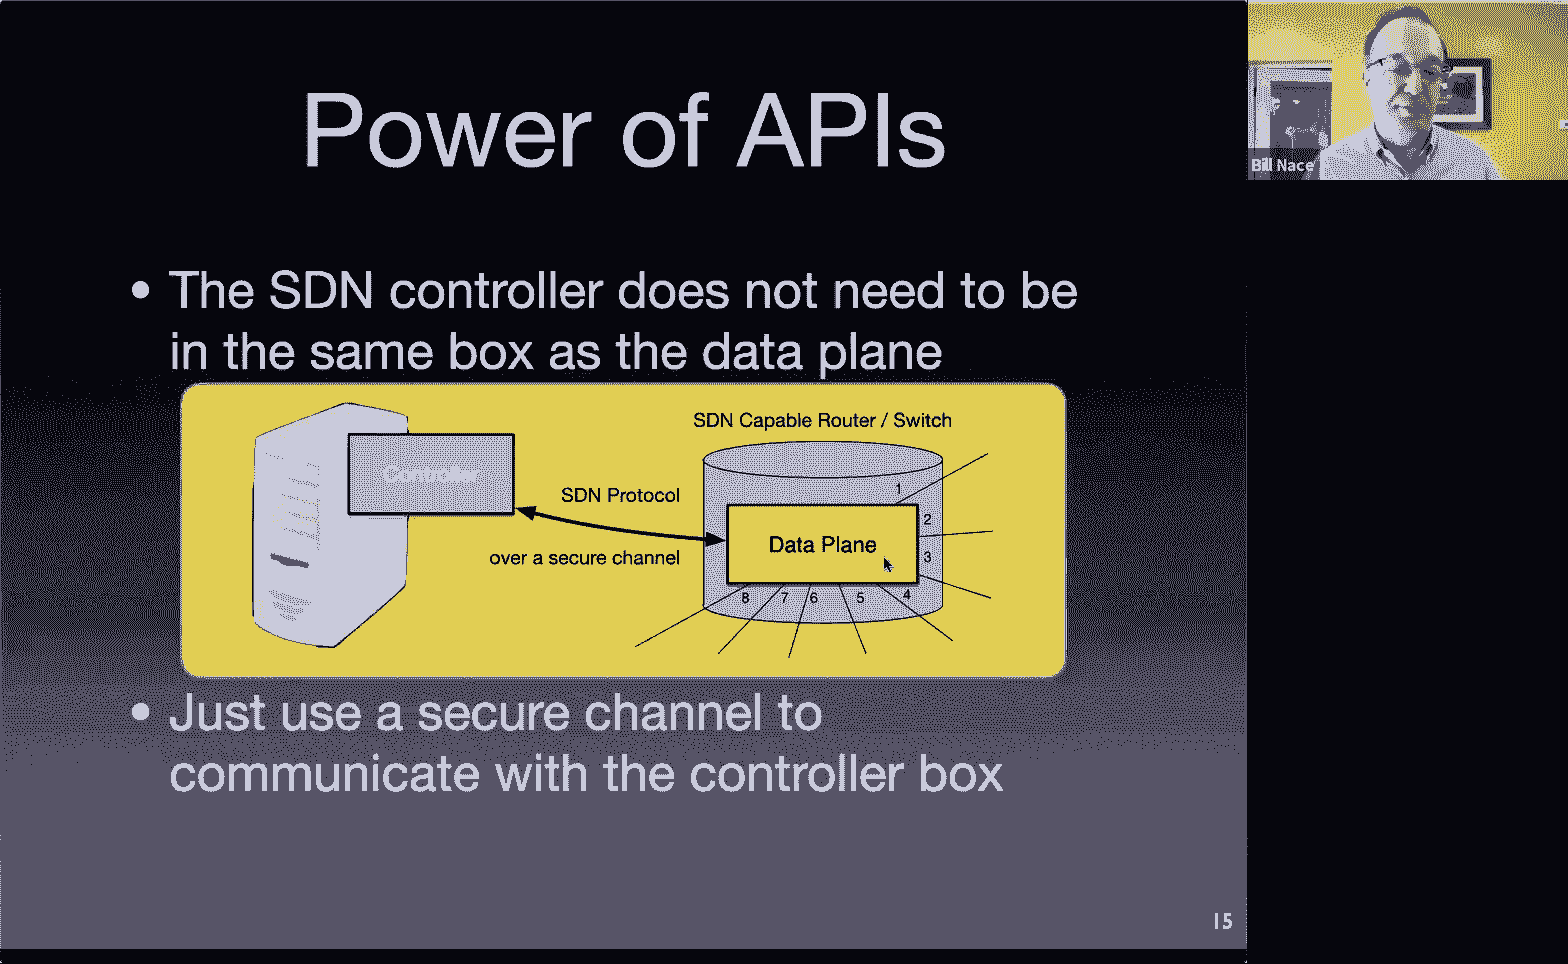 Power of APIs
Bill Nace
• The SDN controller does not need to be
in the same box as the data plane
SDN Capable Router / Switch
Controller
SDN Protocol
over a secure channel
Data Plane
1
2
3
4
5
6
7
8
• Just use a secure channel to
communicate with the controller box
15